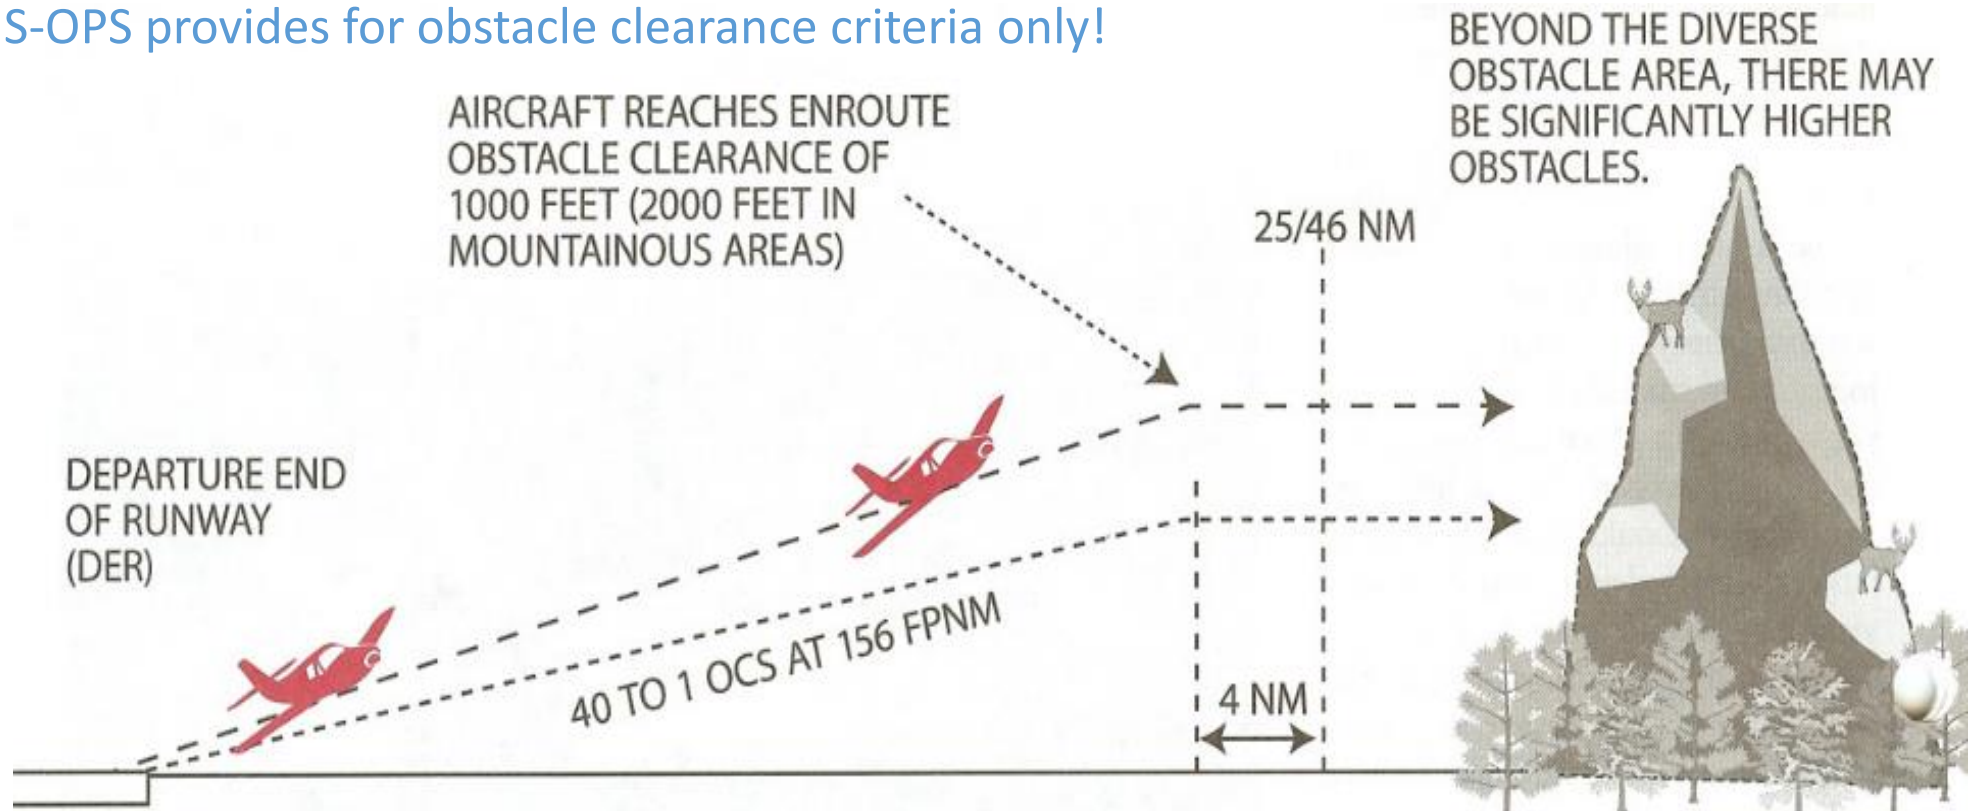 S-OPS provides for obstacle clearance criteria only!
BEYOND THE DIVERSE
OBSTACLE AREA, THERE MAY
BE SIGNIFICANTLY HIGHER
OBSTACLES.
AIRCRAFT REACHES ENROUTE
OBSTACLE CLEARANCE OF
1000 FEET (2000 FEET IN
MOUNTAINOUS AREAS)
25/46 NM
DEPARTURE END
OF RUNWAY
(DER)
40 TO 1 OCS AT 156 FPNM
4 NM